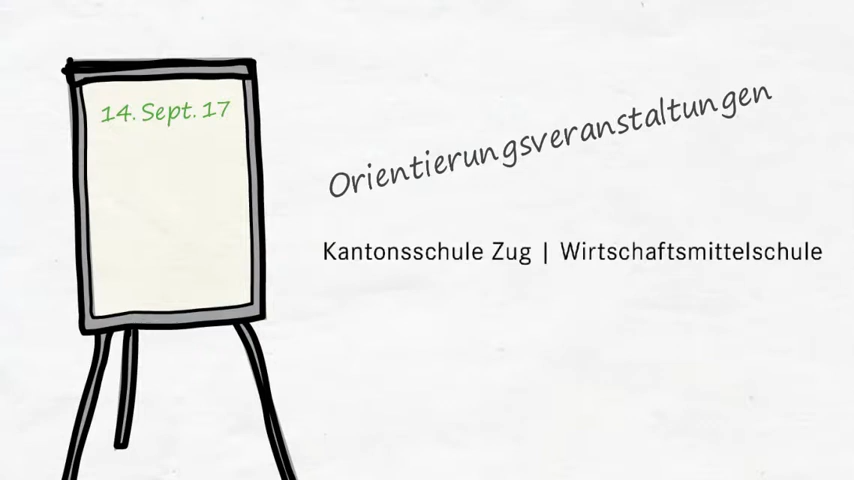 14. Sept. 17
Orientierungsveranstaltungen
Kantonsschule Zug | Wirtschaftsmittelschule